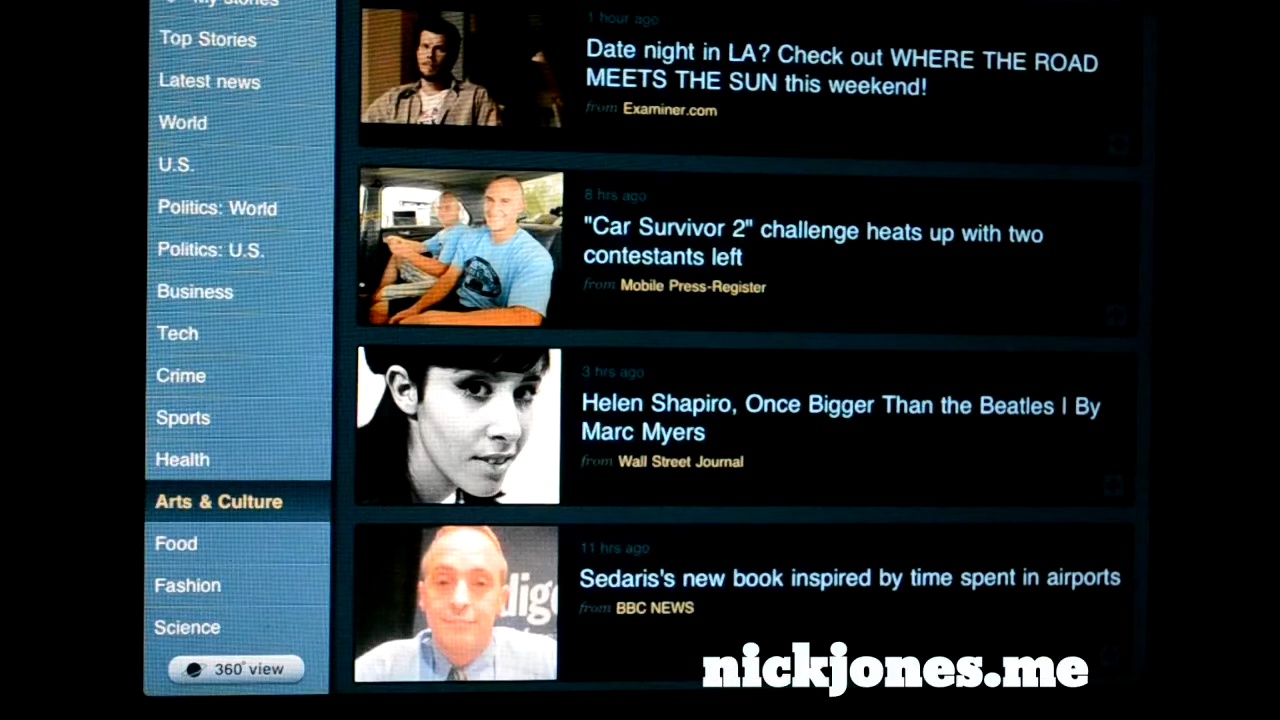 My stories
Top Stories
Latest news
World
U.S.
Politics: World
Politics: U.S.
Business
Tech
Crime
Sports
Health
Arts & Culture
Food
Fashion
Science
360° view
1 hour ago
Date night in LA? Check out WHERE THE ROAD
MEETS THE SUN this weekend!
from Examiner.com
8 hrs ago
"Car Survivor 2" challenge heats up with two
contestants left
from Mobile Press-Register
3 hrs ago
Helen Shapiro, Once Bigger Than the Beatles | By
Marc Myers
from Wall Street Journal
11 hrs ago
Sedaris's new book inspired by time spent in airports
from BBC NEWS
dig
nickjones.me